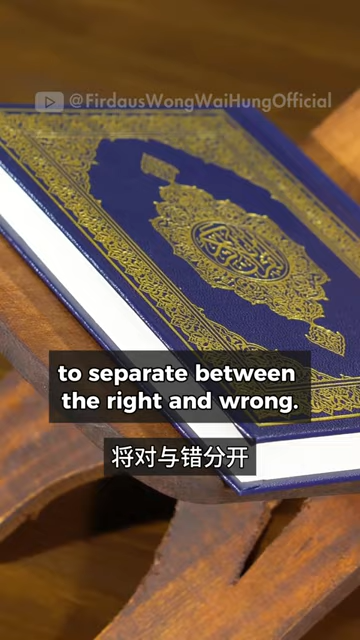 @FirdausWongWaiHungOfficial
to separate between
the right and wrong.
将对与错分开